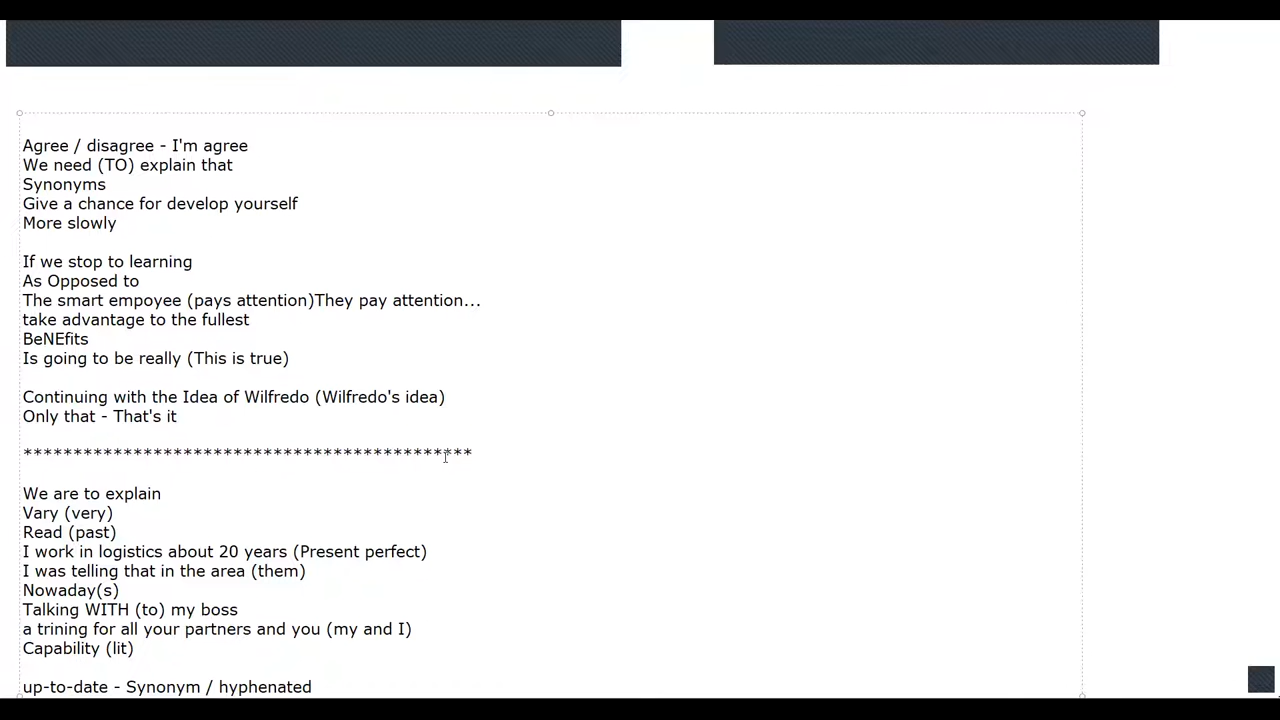 Agree / disagree - I'm agree
We need (TO) explain that
Synonyms
Give a chance for develop yourself
More slowly
If we stop to learning
As Opposed to
The smart empoyee (pays attention)They pay attention...
take advantage to the fullest
BeNEfits
Is going to be really (This is true)
Continuing with the Idea of Wilfredo (Wilfredo's idea)
Only that - That's it
*********************************************
We are to explain
Vary (very)
Read (past)
I work in logistics about 20 years (Present perfect)
I was telling that in the area (them)
Nowaday(s)
Talking WITH (to) my boss
a trining for all your partners and you (my and I)
Capability (lit)
up-to-date - Synonym / hyphenated